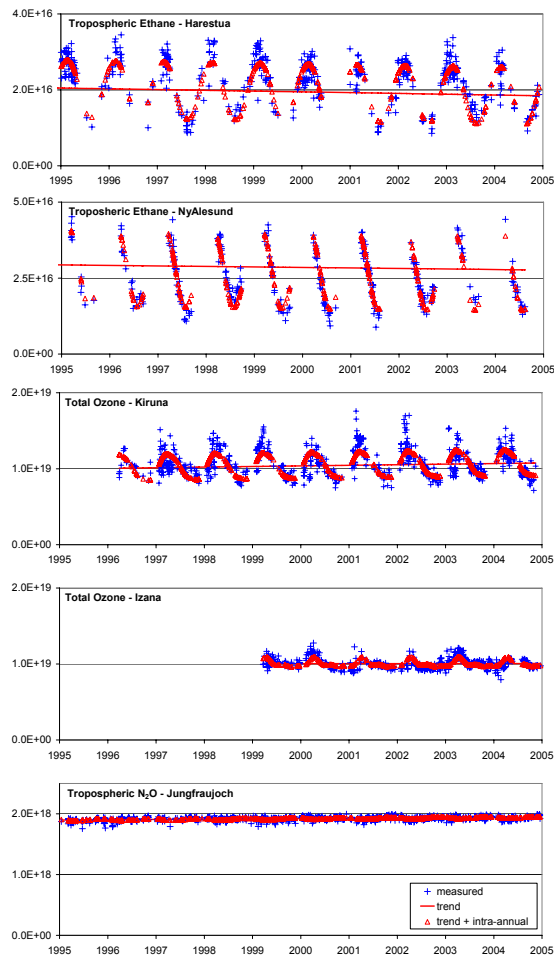 Tropospheric Ethane - Harestua
4.0E+16
2.0E+16
0.0E+00
1995 1996 1997 1998 1999 2000 2001 2002 2003 2004 2005
Troposheric Ethane - NyAlesund
5.0E+16
2.5E+16
0.0E+00
1995 1996 1997 1998 1999 2000 2001 2002 2003 2004 2005
Total Ozone - Kiruna
2.0E+19
1.0E+19
0.0E+00
1995 1996 1997 1998 1999 2000 2001 2002 2003 2004 2005
Total Ozone - Izana
2.0E+19
1.0E+19
0.0E+00
1995 1996 1997 1998 1999 2000 2001 2002 2003 2004 2005
Tropospheric N₂O - Jungfraujoch
2.0E+18
1.0E+18
0.0E+00
measured
trend
trend + intra-annual
1995 1996 1997 1998 1999 2000 2001 2002 2003 2004 2005